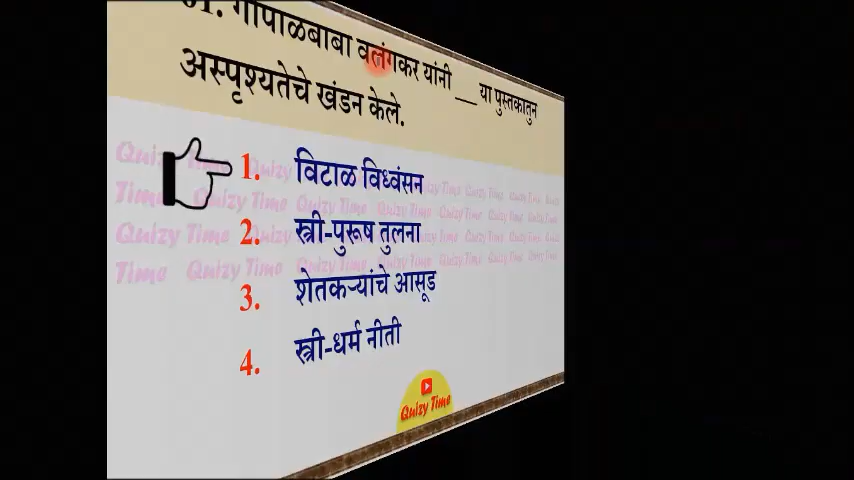 गोपाळबाबा वलंगकर यांनी __ या पुस्तकातुन
अस्पृश्यतेचे खंडन केले.
1. विटाळ विध्वंसन
2. स्त्री-पुरूष तुलना
3. शेतकऱ्यांचे आसूड
4. स्त्री-धर्म नीती
Quizy Time